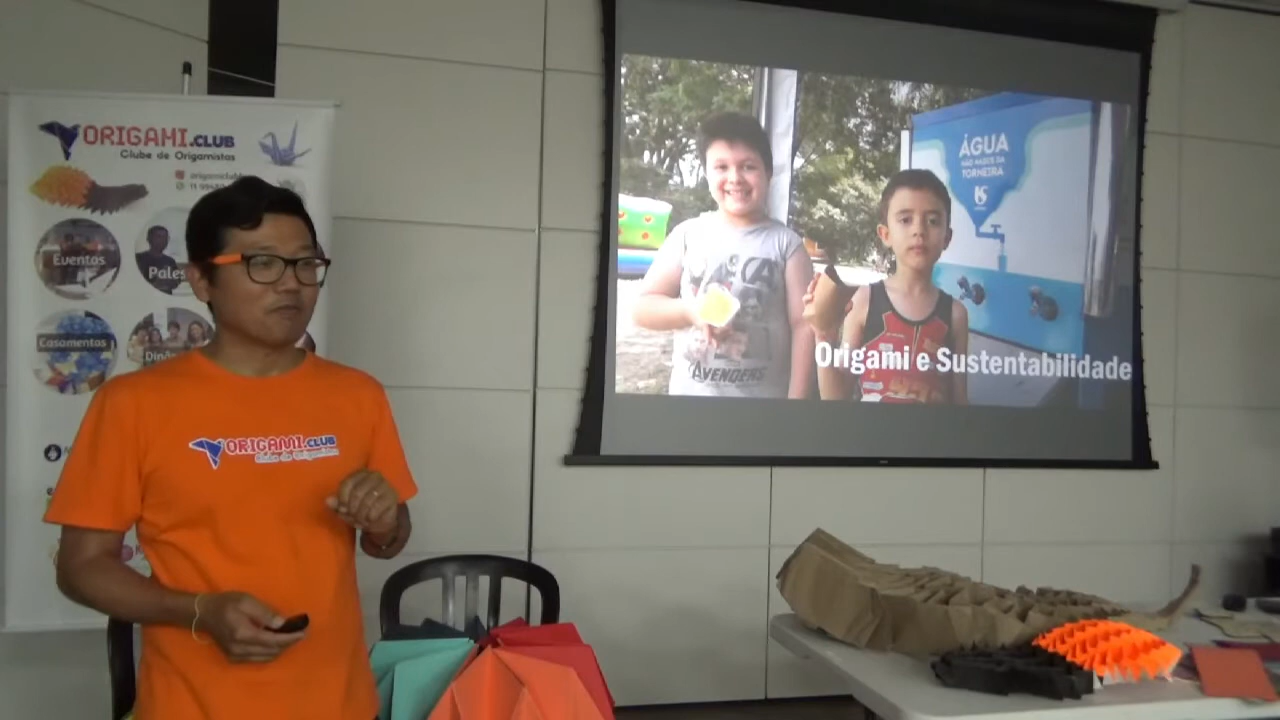 ORIGAMI.CLUB
Clube de Origamistas
Eventos
Casamentos
ORIGAMI.CLUB
Clube de Origamistas
ÁGUA
NÃO NASCE DA
TORNEIRA
AVENGERS
Origami e Sustentabilidade